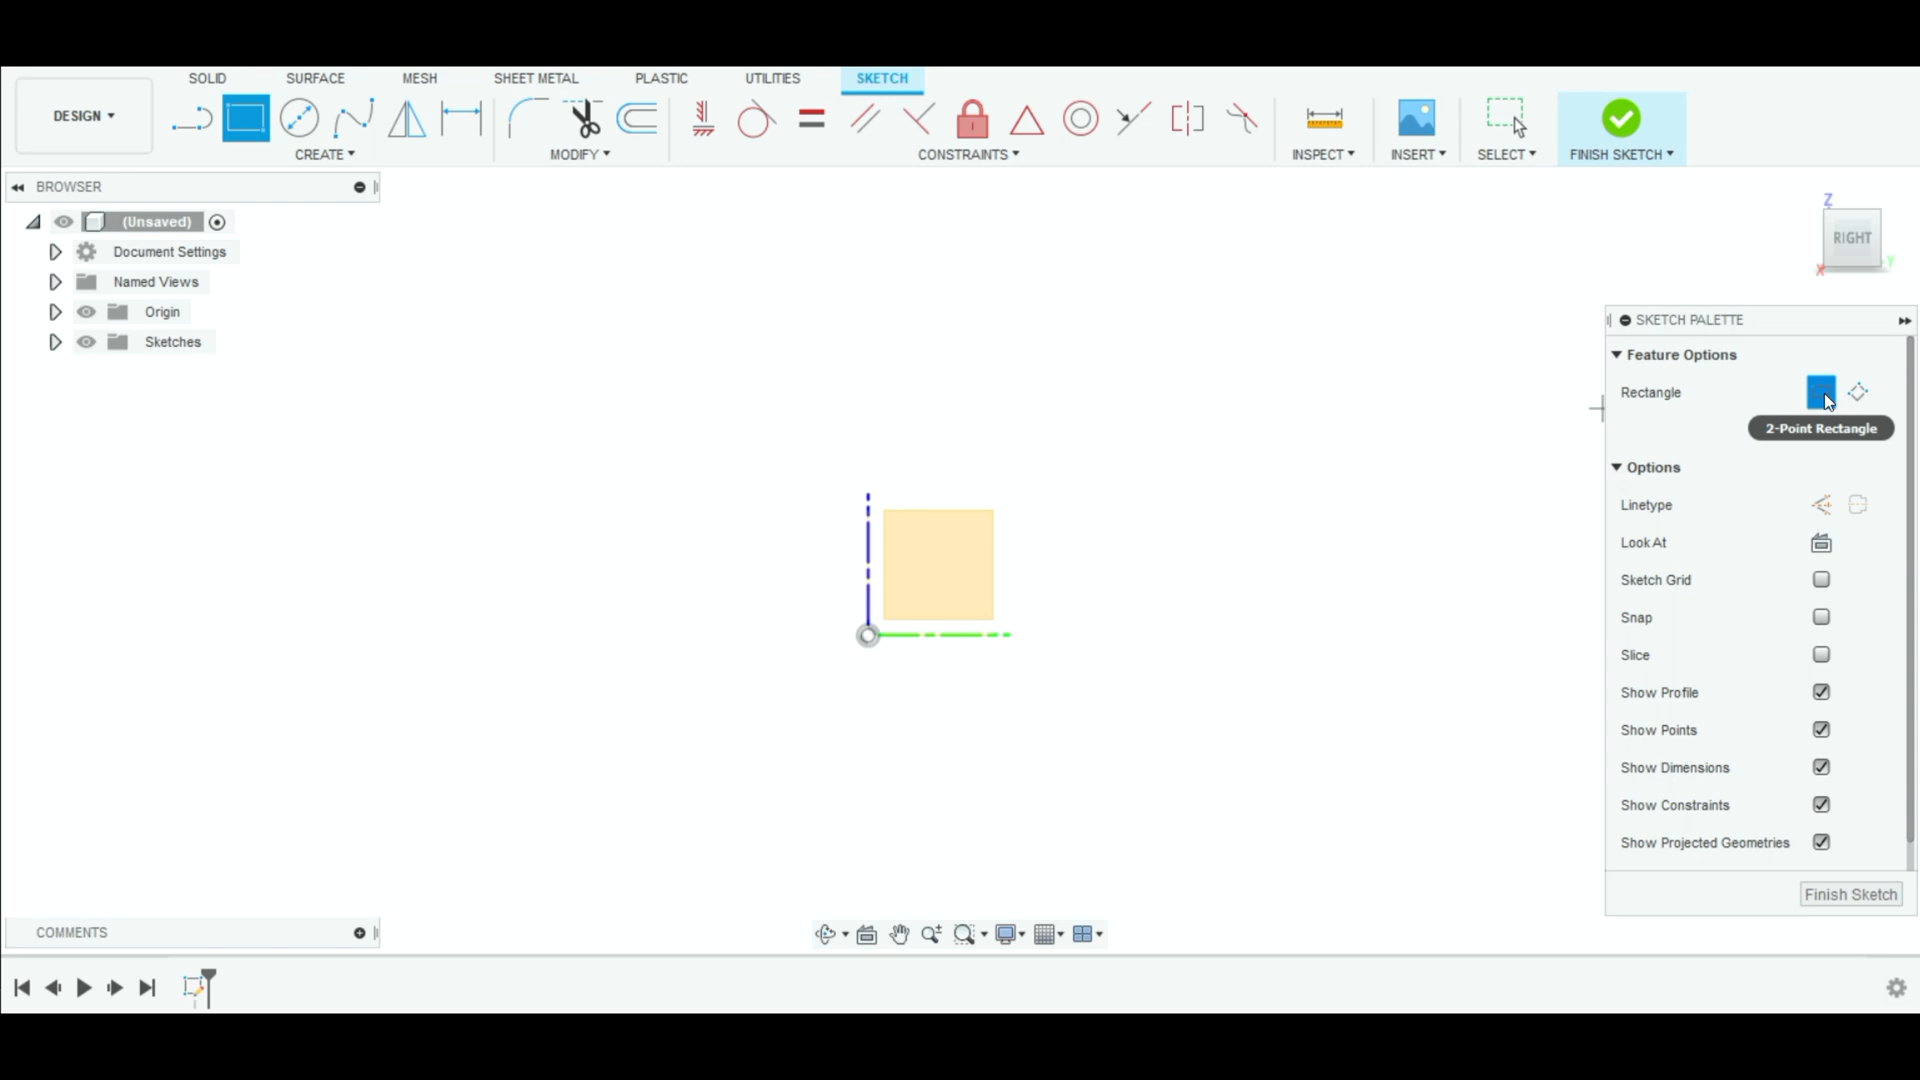 SOLID SURFACE MESH SHEET METAL PLASTIC UTILITIES SKETCH
DESIGN
CREATE MODIFY CONSTRAINTS INSPECT INSERT SELECT FINISH SKETCH
BROWSER
(Unsaved)
Document Settings
Named Views
Origin
Sketches
Z
RIGHT
X
Y
SKETCH PALETTE
Feature Options
Rectangle
2-Point Rectangle
Options
Linetype
Look At
Sketch Grid
Snap
Slice
Show Profile
Show Points
Show Dimensions
Show Constraints
Show Projected Geometries
Finish Sketch
COMMENTS